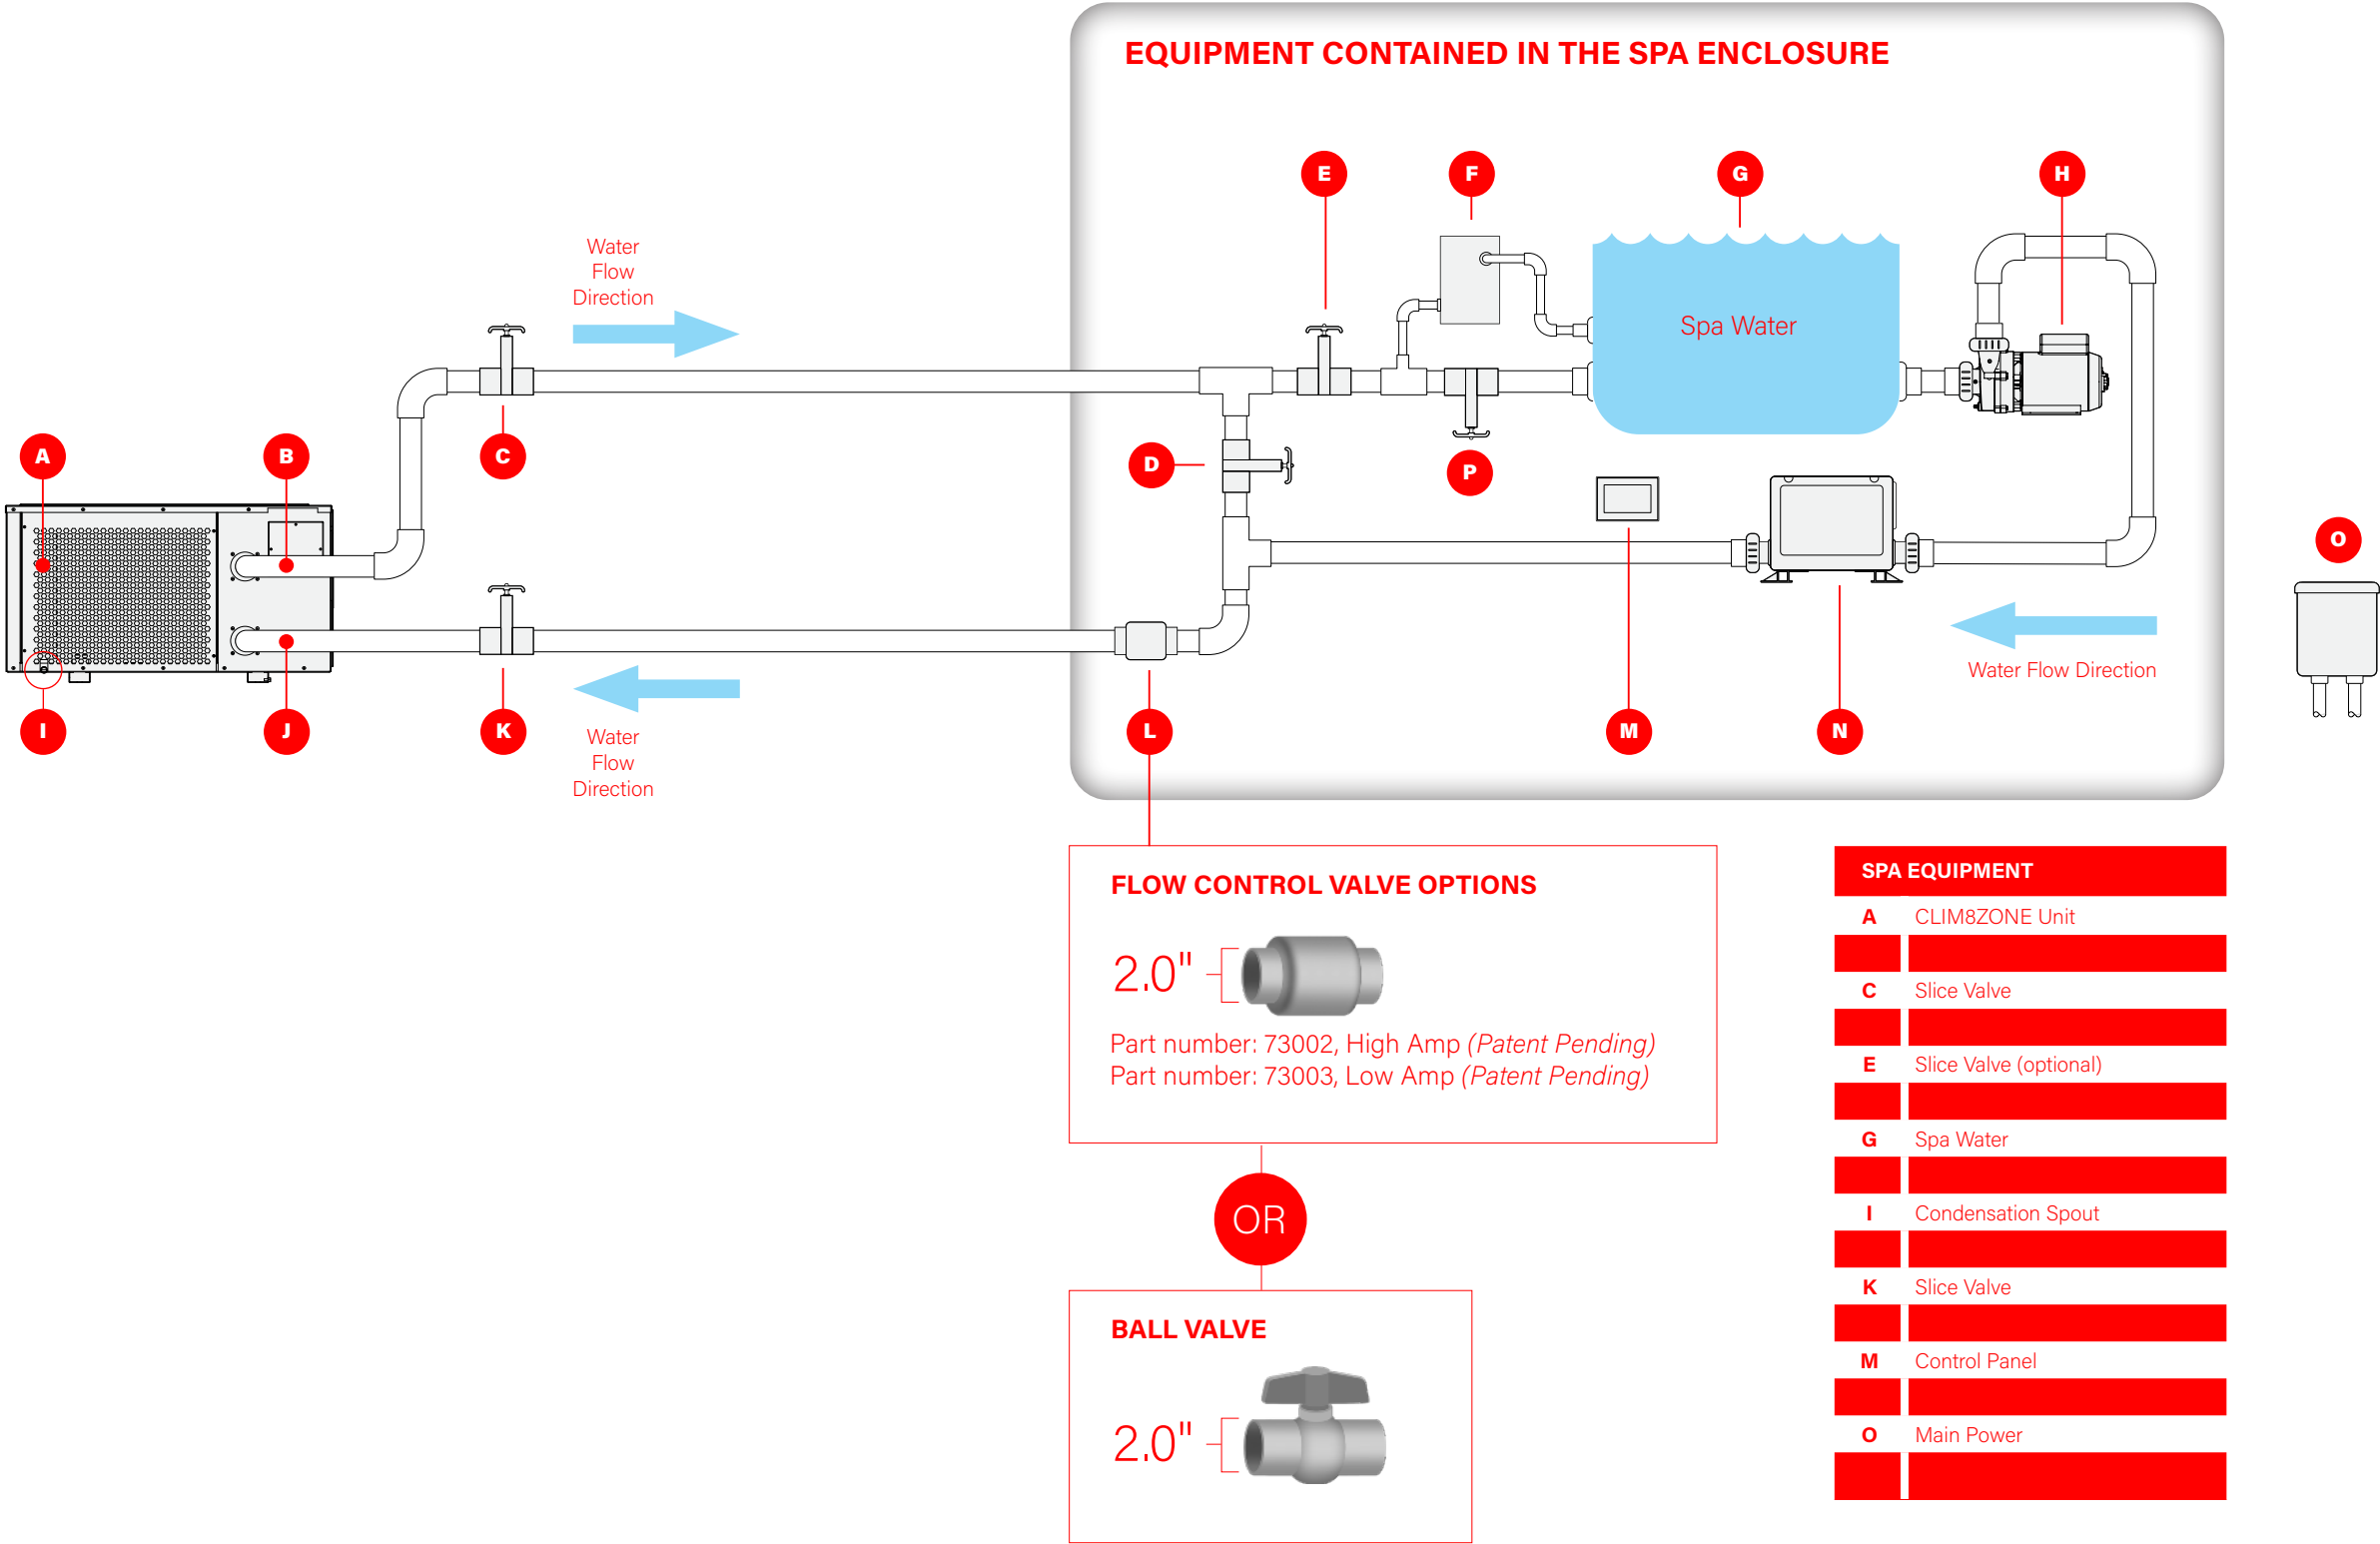 EQUIPMENT CONTAINED IN THE SPA ENCLOSURE
E
F
G
H
Water
Flow
Direction
Spa Water
A
B
C
D
P
O
Water Flow Direction
I
J
K
L
M
N
Water
Flow
Direction
FLOW CONTROL VALVE OPTIONS
2.0"
Part number: 73002, High Amp (Patent Pending)
Part number: 73003, Low Amp (Patent Pending)
OR
BALL VALVE
2.0"
SPA EQUIPMENT
A CLIM8ZONE Unit
C Slice Valve
E Slice Valve (optional)
G Spa Water
I Condensation Spout
K Slice Valve
M Control Panel
O Main Power